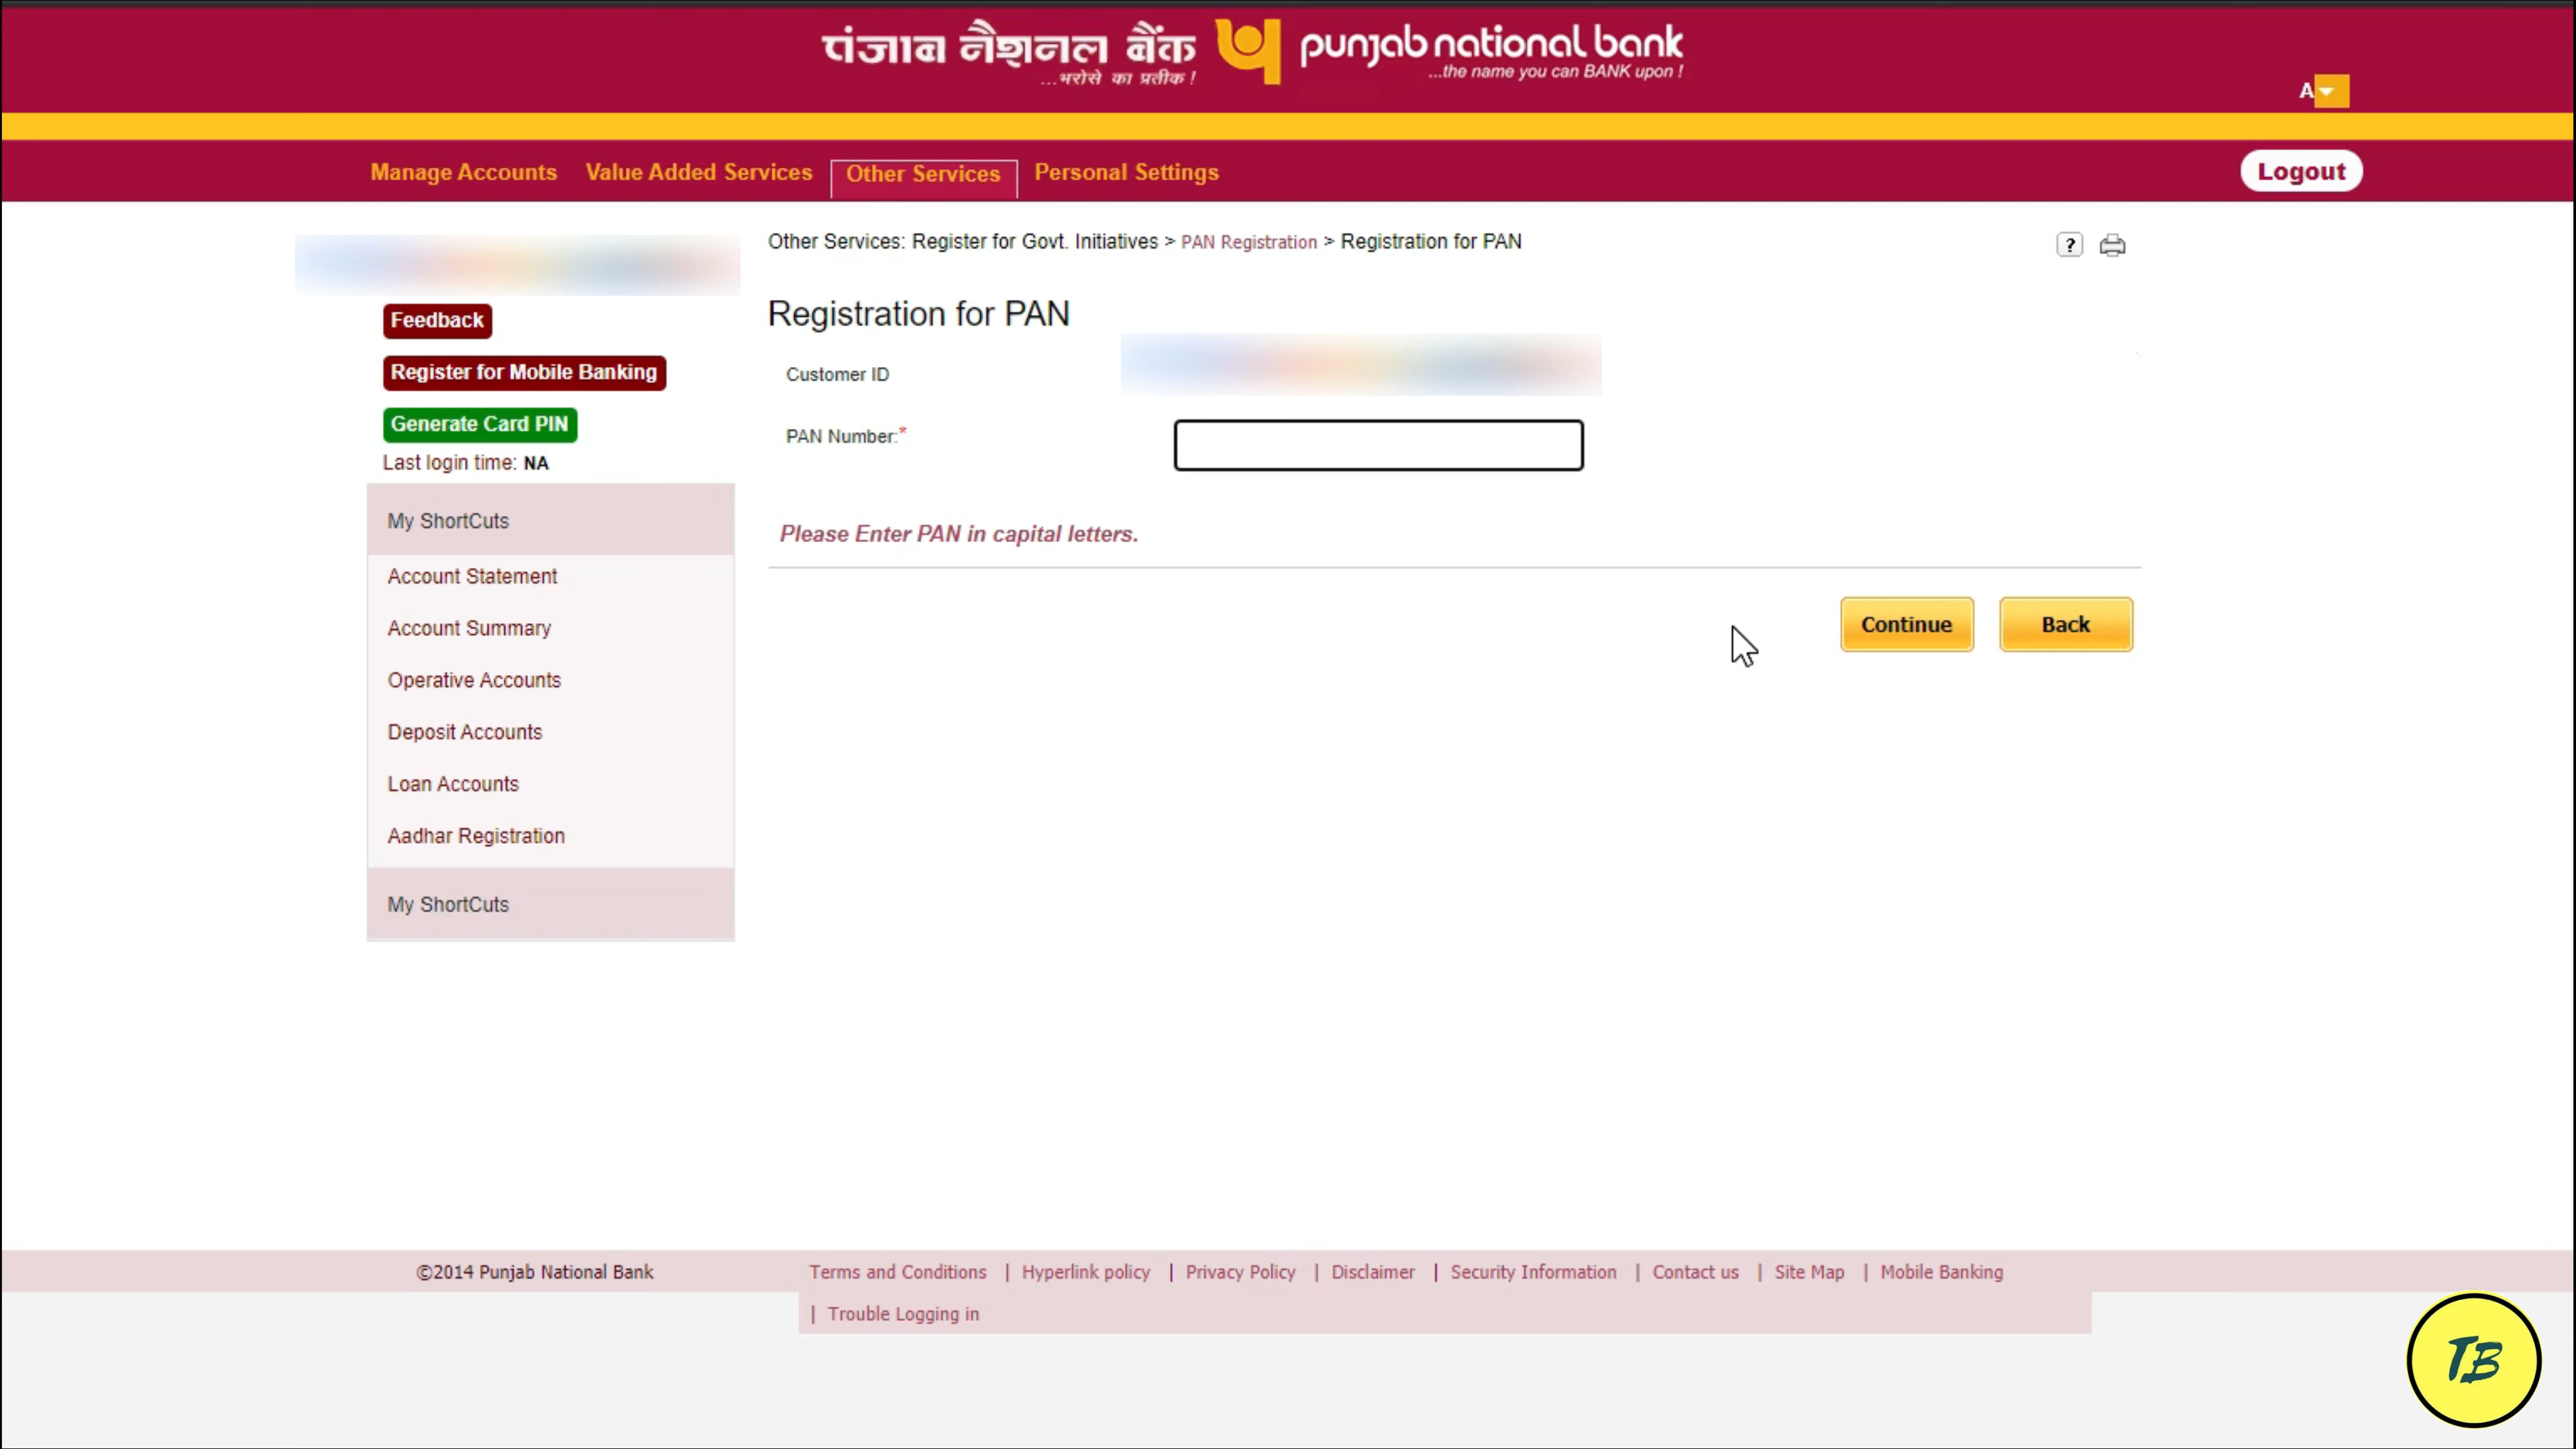 पंजाब नैशनल बैंक punjab national bank
...भरोसे का प्रतीक ! ...the name you can BANK upon !
A
Manage Accounts Value Added Services Other Services Personal Settings Logout
Other Services: Register for Govt. Initiatives > PAN Registration > Registration for PAN ?
Feedback
Register for Mobile Banking
Generate Card PIN
Last login time: NA
My ShortCuts
Account Statement
Account Summary
Operative Accounts
Deposit Accounts
Loan Accounts
Aadhar Registration
My ShortCuts
Registration for PAN
Customer ID
PAN Number:*
Please Enter PAN in capital letters.
Continue Back
©2014 Punjab National Bank Terms and Conditions | Hyperlink policy | Privacy Policy | Disclaimer | Security Information | Contact us | Site Map | Mobile Banking
| Trouble Logging in
TB